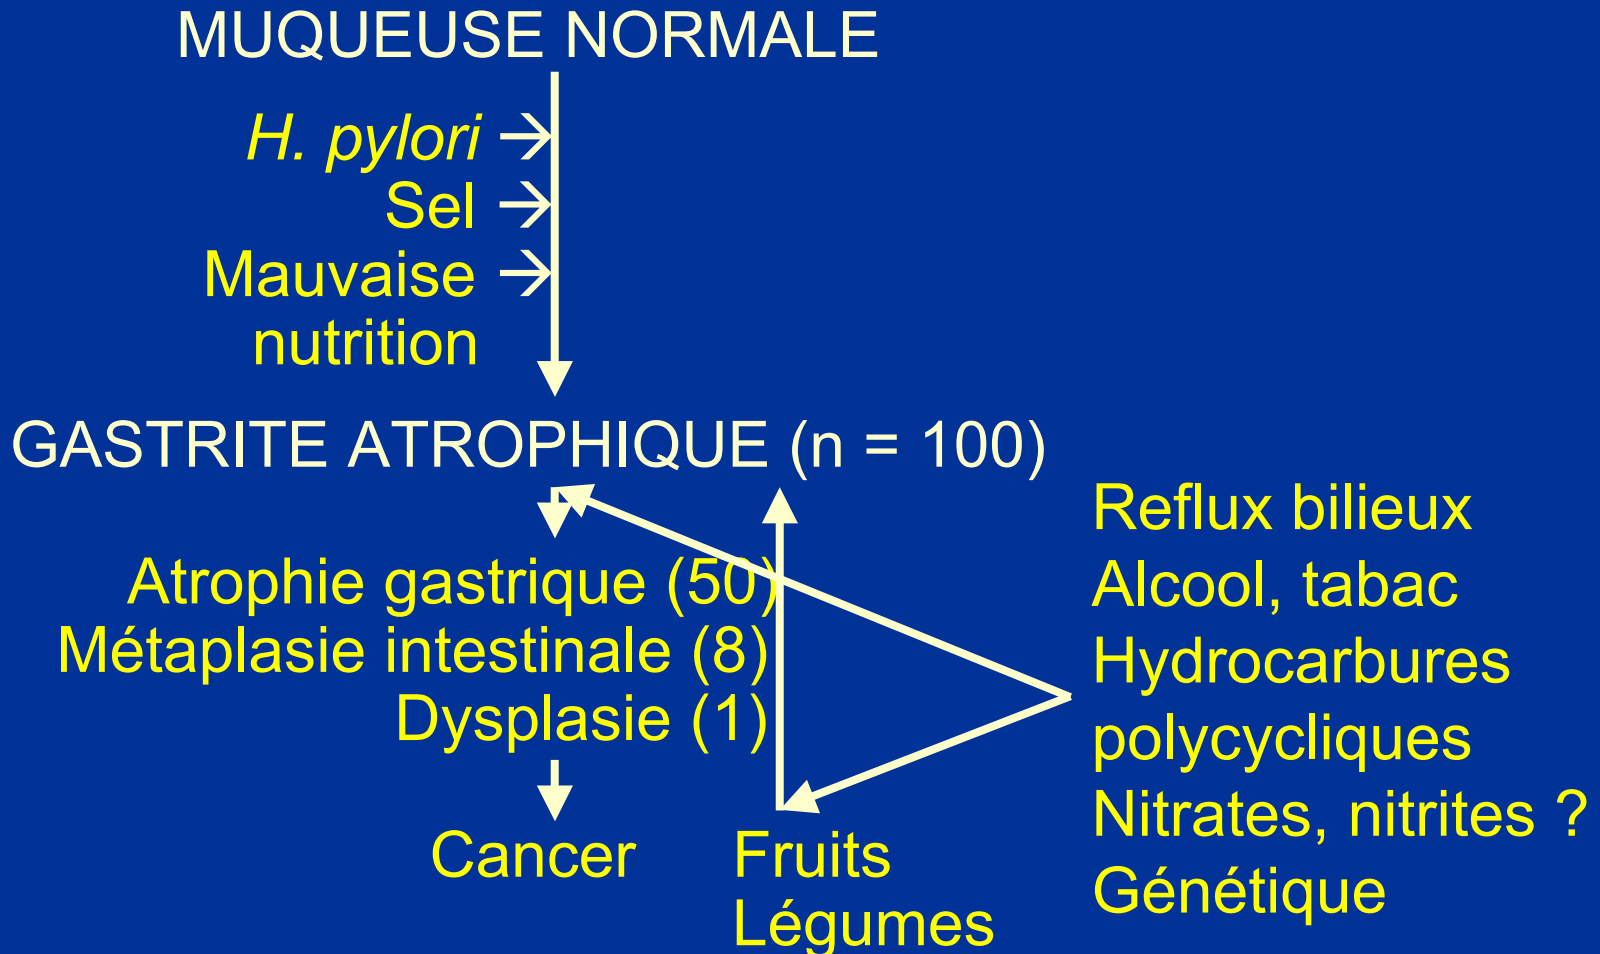 MUQUEUSE NORMALE
H. pylori →
Sel →
Mauvaise →
nutrition
GASTRITE ATROPHIQUE (n = 100)
Atrophie gastrique (50)
Métaplasie intestinale (8)
Dysplasie (1)
Cancer
Fruits
Légumes
Reflux bilieux
Alcool, tabac
Hydrocarbures
polycycliques
Nitrates, nitrites ?
Génétique